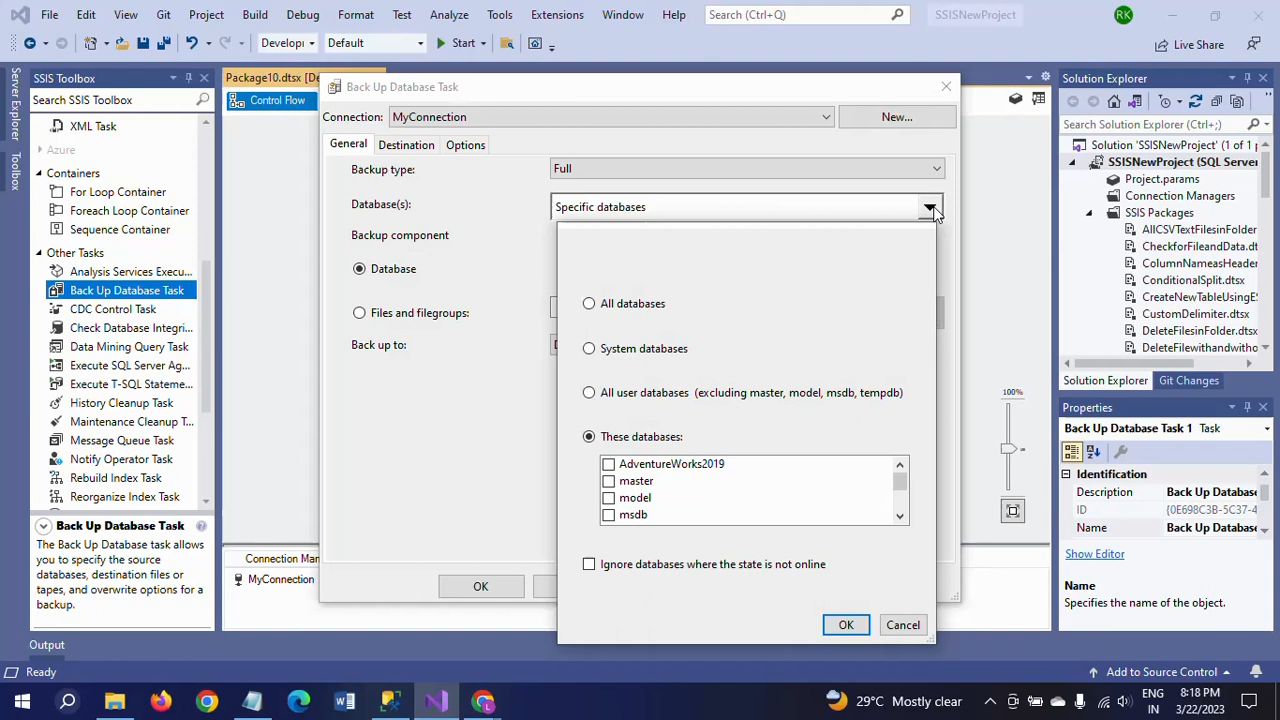 File Edit View Git Project Build Debug Format Test Analyze Tools Extensions Window Help Search (Ctrl+Q) SSISNewProject RK
Developı Default Start Live Share
Server Explorer
Toolbox
SSIS Toolbox
Search SSIS Toolbox
XML Task
Azure
Containers
For Loop Container
Foreach Loop Container
Sequence Container
Other Tasks
Analysis Services Execu...
Back Up Database Task
CDC Control Task
Check Database Integri...
Data Mining Query Task
Execute SQL Server Ag...
Execute T-SQL Stateme...
History Cleanup Task
Maintenance Cleanup T...
Message Queue Task
Notify Operator Task
Rebuild Index Task
Reorganize Index Task
Back Up Database Task
The Back Up Database task allows
you to specify the source
databases, destination files or
tapes, and overwrite options for a
backup.
Package10.dtsx [De
Control Flow
Connection Man
MyConnection
Back Up Database Task
Connection: MyConnection New...
General Destination Options
Backup type: Full
Database(s): Specific databases
Backup component
Database
Files and filegroups:
Back up to:
OK
All databases
System databases
All user databases (excluding master, model, msdb, tempdb)
These databases:
AdventureWorks2019
master
model
msdb
Ignore databases where the state is not online
OK Cancel
100%
Solution Explorer
Search Solution Explorer (Ctrl+;)
Solution 'SSISNewProject' (1 of 1 p
SSISNewProject (SQL Server
Project.params
Connection Managers
SSIS Packages
AllCSVTextFilesinFolder
CheckforFileandData.dt
ColumnNameasHeader
ConditionalSplit.dtsx
CreateNewTableUsingE
CustomDelimiter.dtsx
DeleteFilesinFolder.dtsx
DeleteFilewithandwithou
Solution Explorer Git Changes
Properties
Back Up Database Task 1 Task
Identification
Description Back Up Database
ID {0E698C3B-5C37-4
Name Back Up Database
Show Editor
Name
Specifies the name of the object.
Output
Ready Add to Source Control
29°C Mostly clear ENG IN 8:18 PM 3/22/2023